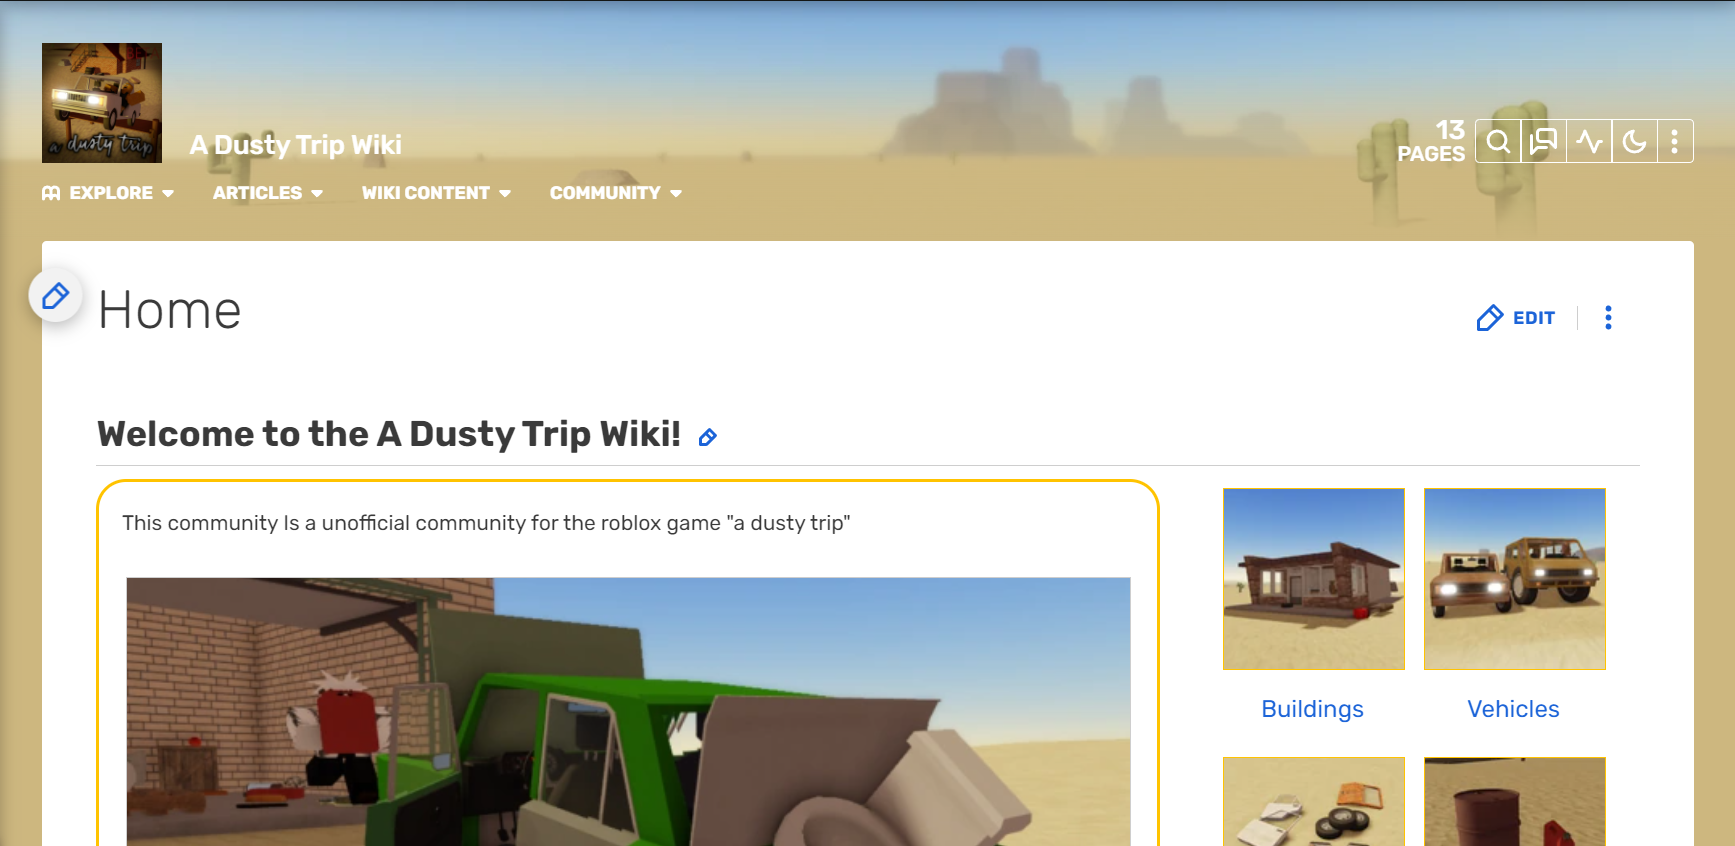 a dusty trip
A Dusty Trip Wiki
13
PAGES
EXPLORE
ARTICLES
WIKI CONTENT
COMMUNITY
Home
EDIT
Welcome to the A Dusty Trip Wiki!
This community Is a unofficial community for the roblox game "a dusty trip"
Buildings
Vehicles